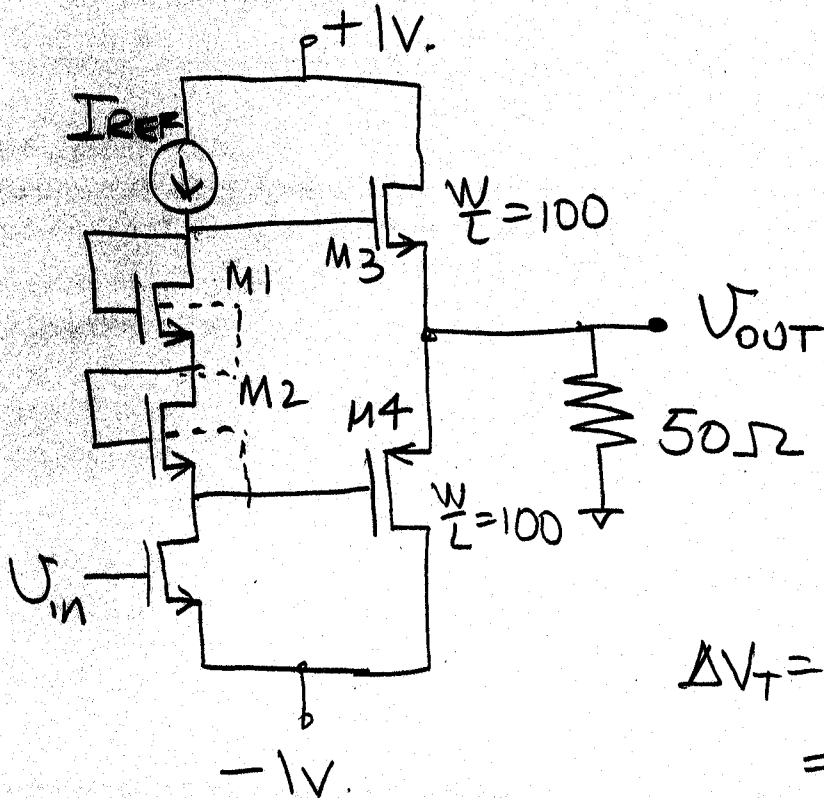 +1V.
IREF
W/L = 100
M1
M3
VOUT
M2
M4
50Ω
W/L = 100
Vin
ΔVT =
=
-1V.